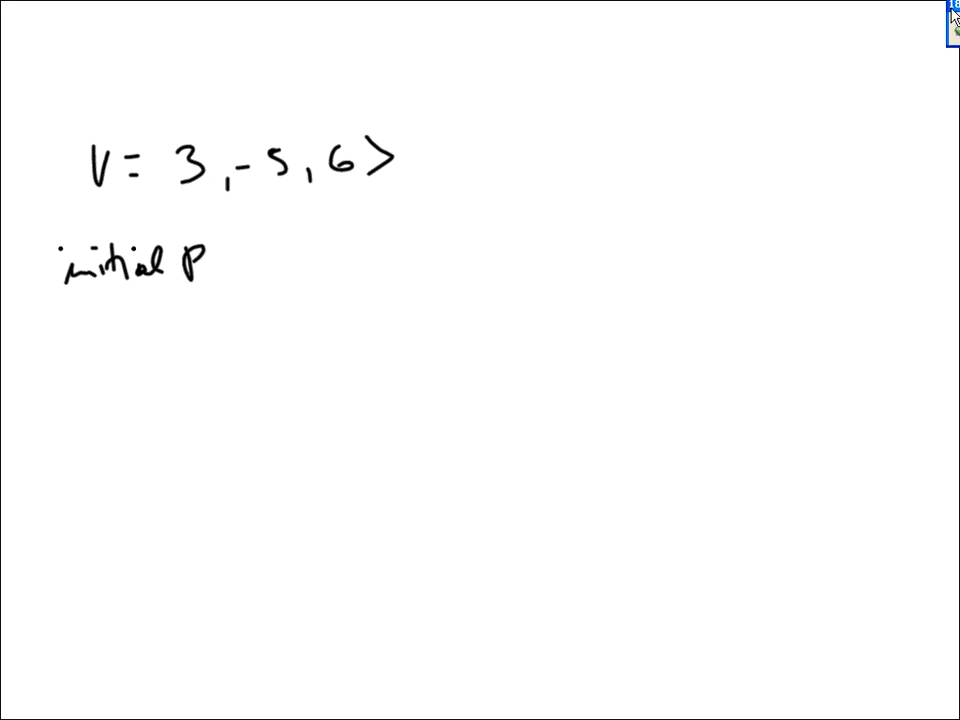 V = 3, -5, 6>
initial P